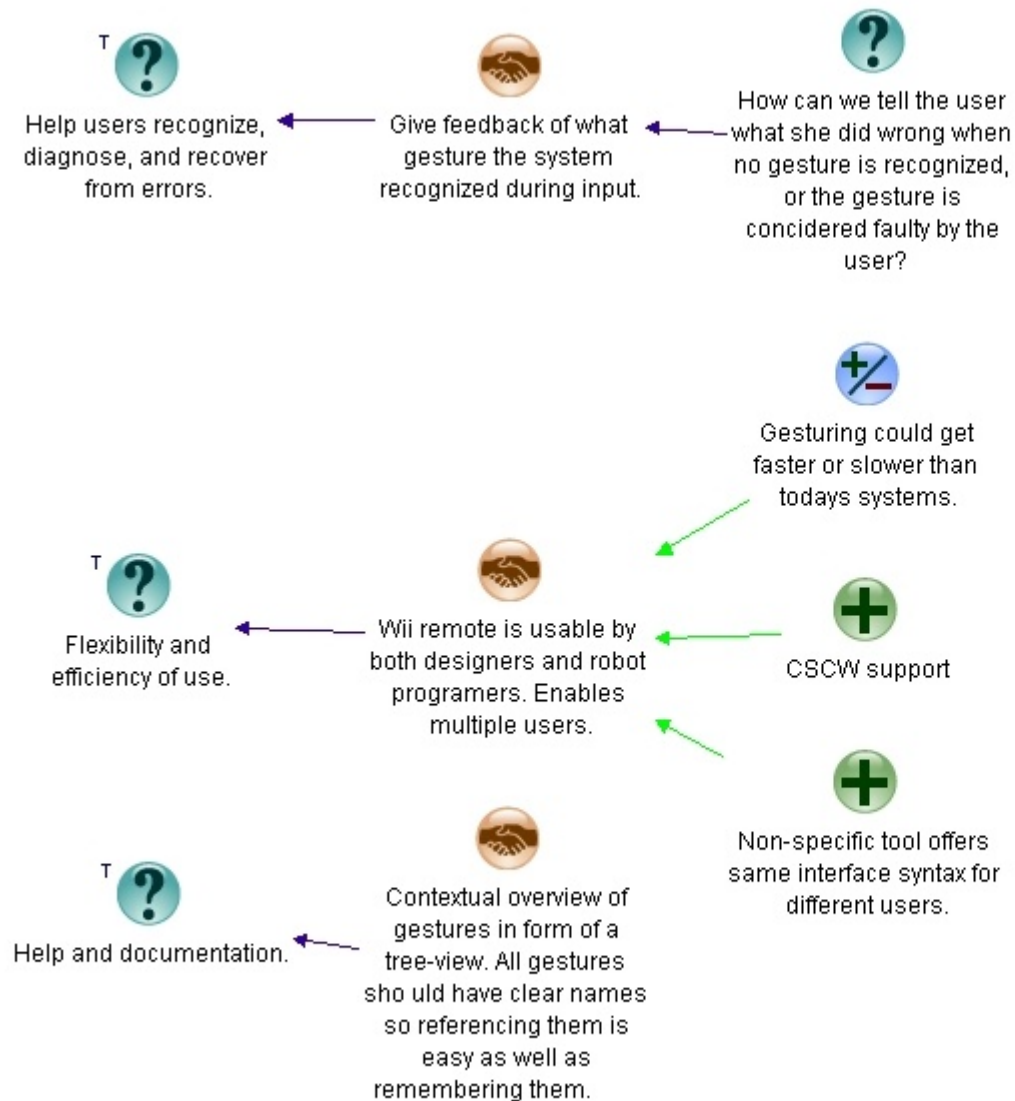 T
Help users recognize,
diagnose, and recover
from errors.
Give feedback of what
gesture the system
recognized during input.
How can we tell the user
what she did wrong when
no gesture is recognized,
or the gesture is
concidered faulty by the
user?
Gesturing could get
faster or slower than
todays systems.
T
Flexibility and
efficiency of use.
Wii remote is usable by
both designers and robot
programers. Enables
multiple users.
CSCW support
Non-specific tool offers
same interface syntax for
different users.
T
Help and documentation.
Contextual overview of
gestures in form of a
tree-view. All gestures
sho uld have clear names
so referencing them is
easy as well as
remembering them.